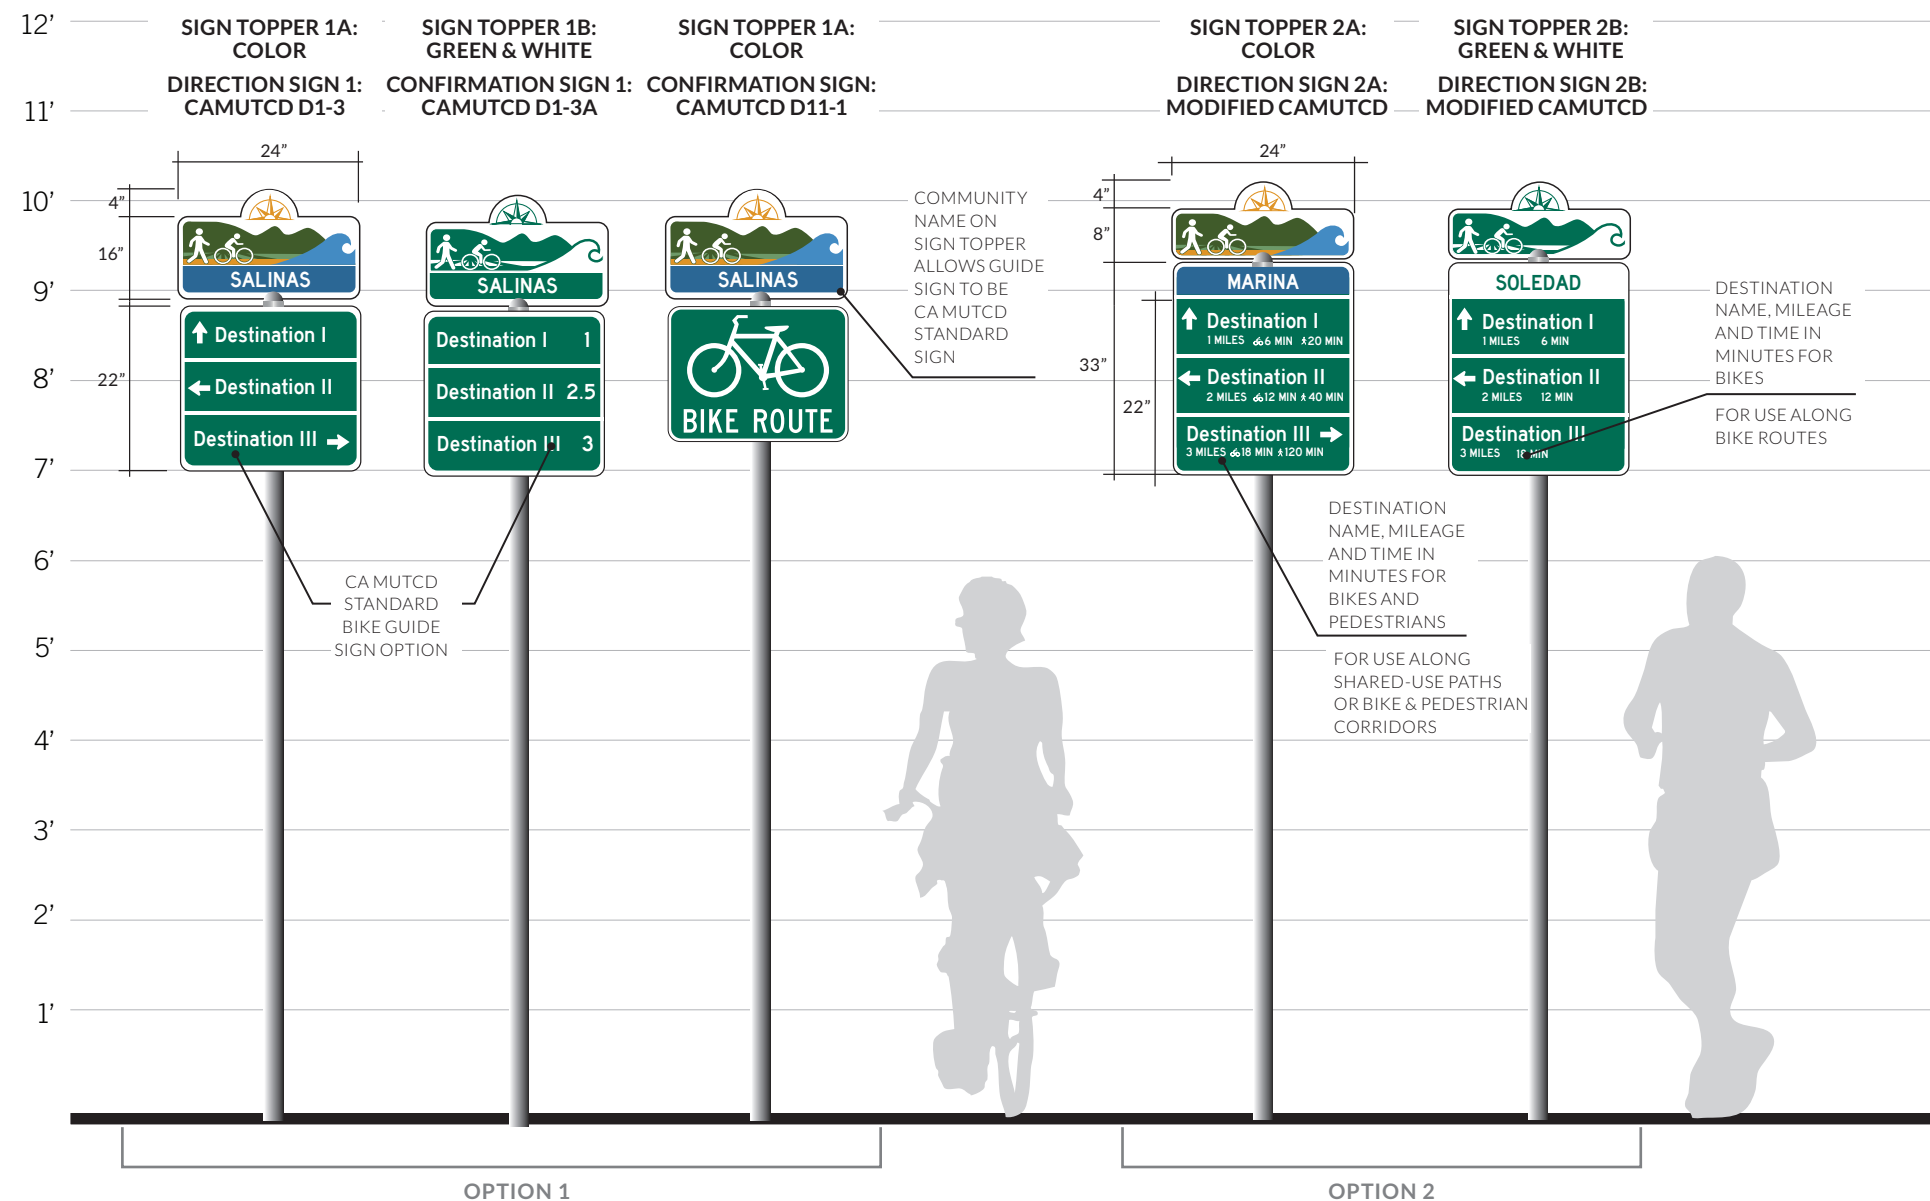 12’
11’
10’
9’
8’
7’
6’
5’
4’
3’
2’
1’
SIGN TOPPER 1A:
COLOR
DIRECTION SIGN 1:
CAMUTCD D1-3
SIGN TOPPER 1B:
GREEN & WHITE
CONFIRMATION SIGN 1:
CAMUTCD D1-3A
SIGN TOPPER 1A:
COLOR
CONFIRMATION SIGN:
CAMUTCD D11-1
SIGN TOPPER 2A:
COLOR
DIRECTION SIGN 2A:
MODIFIED CAMUTCD
SIGN TOPPER 2B:
GREEN & WHITE
DIRECTION SIGN 2B:
MODIFIED CAMUTCD
24”
4”
16”
22”
SALINAS
Destination I
Destination II
Destination III
SALINAS
Destination I 1
Destination II 2.5
Destination III 3
SALINAS
BIKE ROUTE
COMMUNITY
NAME ON
SIGN TOPPER
ALLOWS GUIDE
SIGN TO BE
CA MUTCD
STANDARD
SIGN
CA MUTCD
STANDARD
BIKE GUIDE
SIGN OPTION
24”
4”
8”
33”
22”
MARINA
Destination I
1 MILES 6 MIN 20 MIN
Destination II
2 MILES 12 MIN 40 MIN
Destination III
3 MILES 18 MIN 120 MIN
SOLEDAD
Destination I
1 MILES 6 MIN
Destination II
2 MILES 12 MIN
Destination III
3 MILES 18 MIN
DESTINATION
NAME, MILEAGE
AND TIME IN
MINUTES FOR
BIKES
FOR USE ALONG
BIKE ROUTES
DESTINATION
NAME, MILEAGE
AND TIME IN
MINUTES FOR
BIKES AND
PEDESTRIANS
FOR USE ALONG
SHARED-USE PATHS
OR BIKE & PEDESTRIAN
CORRIDORS
OPTION 1
OPTION 2